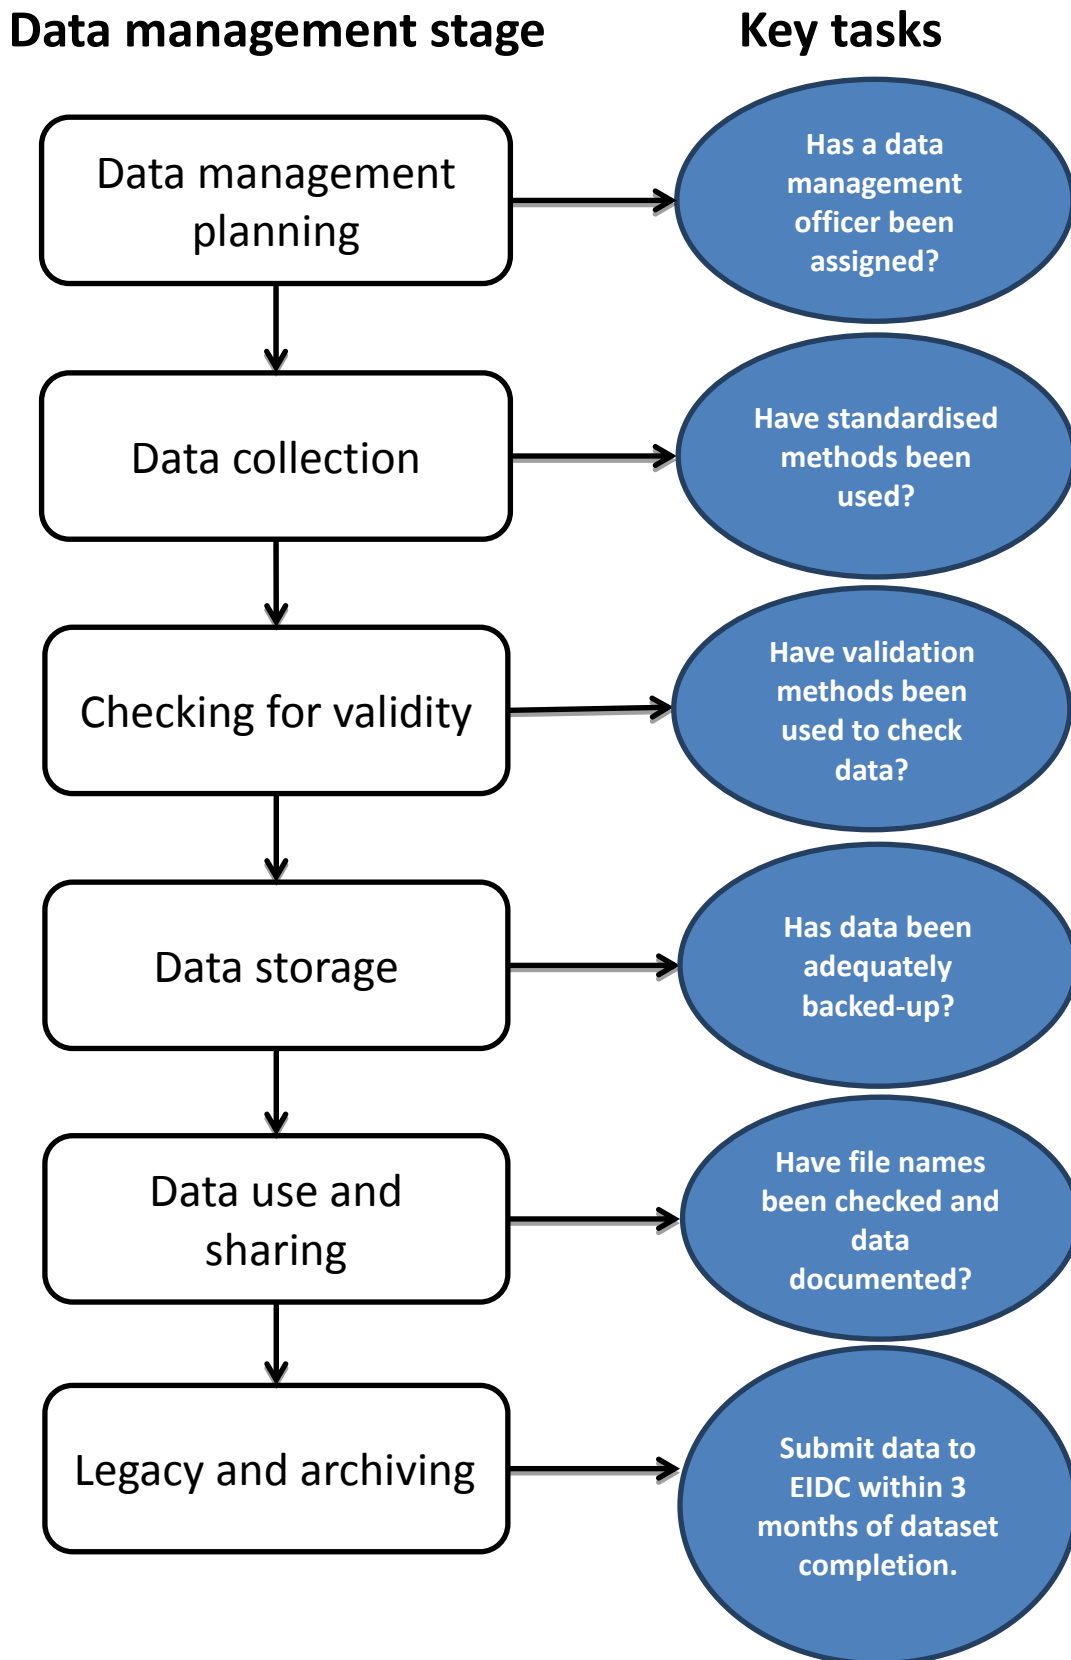 Data management stage
Key tasks
Data management
planning
Has a data
management
officer been
assigned?
Data collection
Have standardised
methods been
used?
Checking for validity
Have validation
methods been
used to check
data?
Data storage
Has data been
adequately
backed-up?
Data use and
sharing
Have file names
been checked and
data
documented?
Legacy and archiving
Submit data to
EIDC within 3
months of dataset
completion.